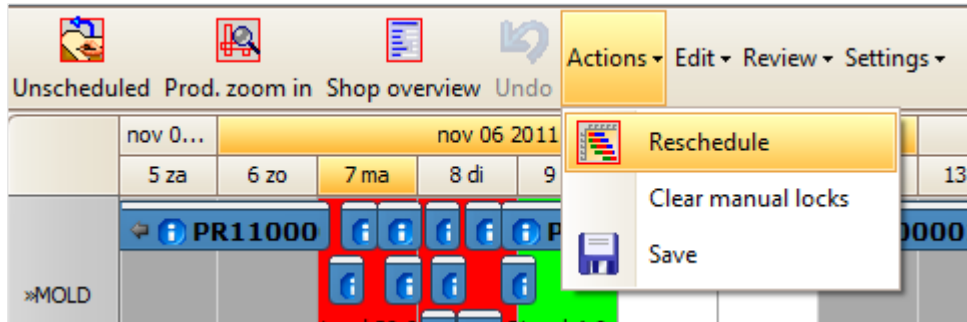 Unscheduled Prod. zoom in Shop overview Undo Actions Edit Review Settings
nov 0... nov 06 2011
5 za 6 zo 7 ma 8 di 9 13
Reschedule
Clear manual locks
Save
PR11000 P 0000
»MOLD